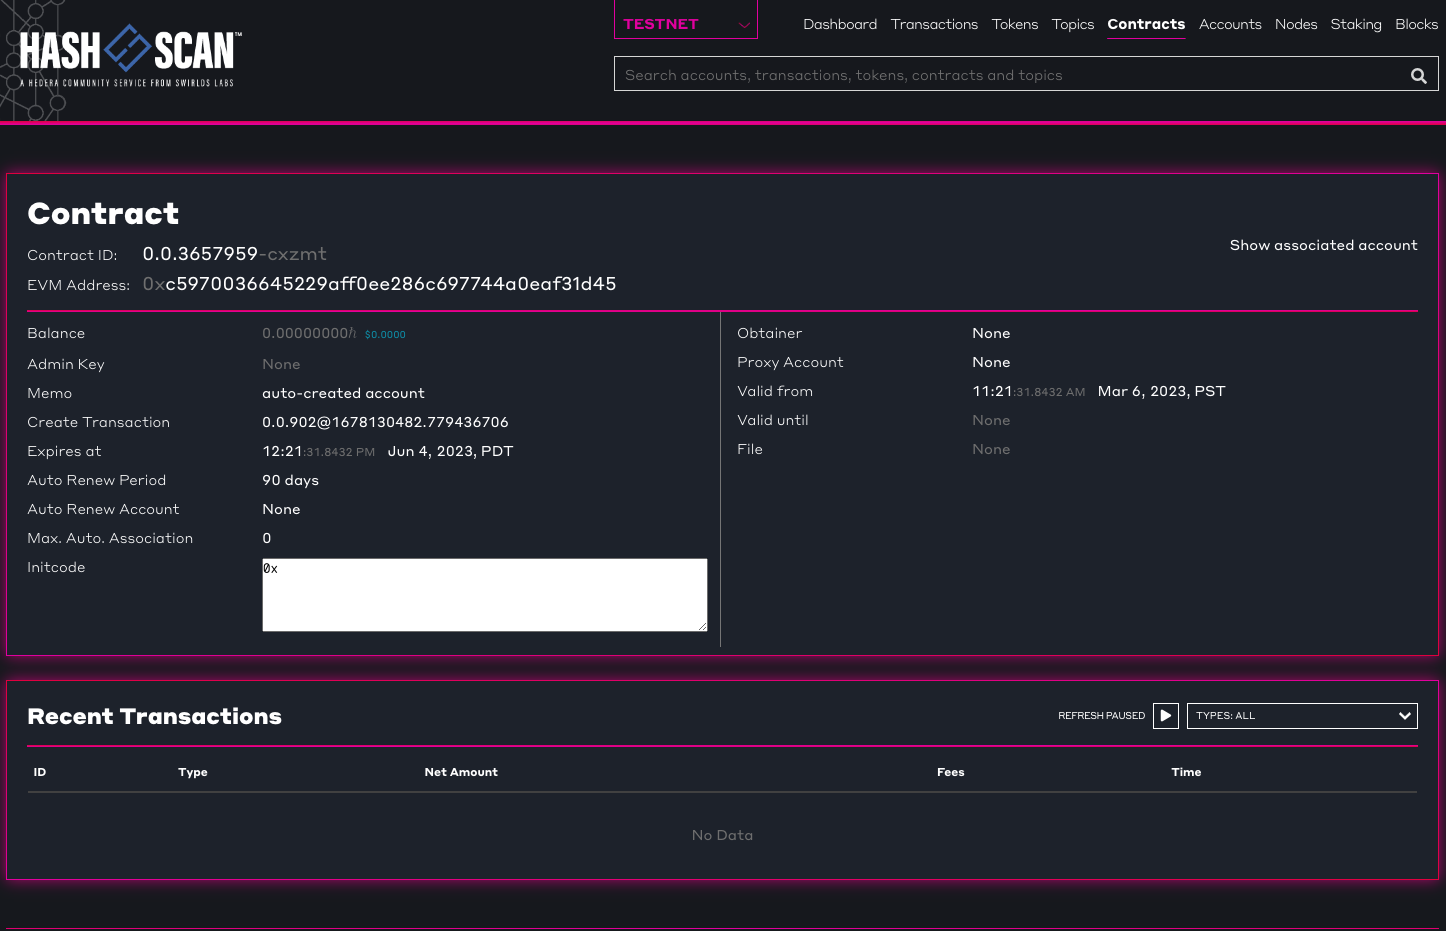 HASH SCAN™
A HEDERA COMMUNITY SERVICE FROM SWIRLDS LABS
TESTNET
Dashboard Transactions Tokens Topics Contracts Accounts Nodes Staking Blocks
Search accounts, transactions, tokens, contracts and topics
Contract
Contract ID: 0.0.3657959-cxzmt
Show associated account
EVM Address: 0xc5970036645229aff0ee286c697744a0eaf31d45
Balance 0.00000000ℏ $0.0000
Admin Key None
Memo auto-created account
Create Transaction 0.0.902@1678130482.779436706
Expires at 12:21:31.8432 PM Jun 4, 2023, PDT
Auto Renew Period 90 days
Auto Renew Account None
Max. Auto. Association 0
Initcode 0x
Obtainer None
Proxy Account None
Valid from 11:21:31.8432 AM Mar 6, 2023, PST
Valid until None
File None
Recent Transactions
REFRESH PAUSED TYPES: ALL
ID Type Net Amount Fees Time
No Data